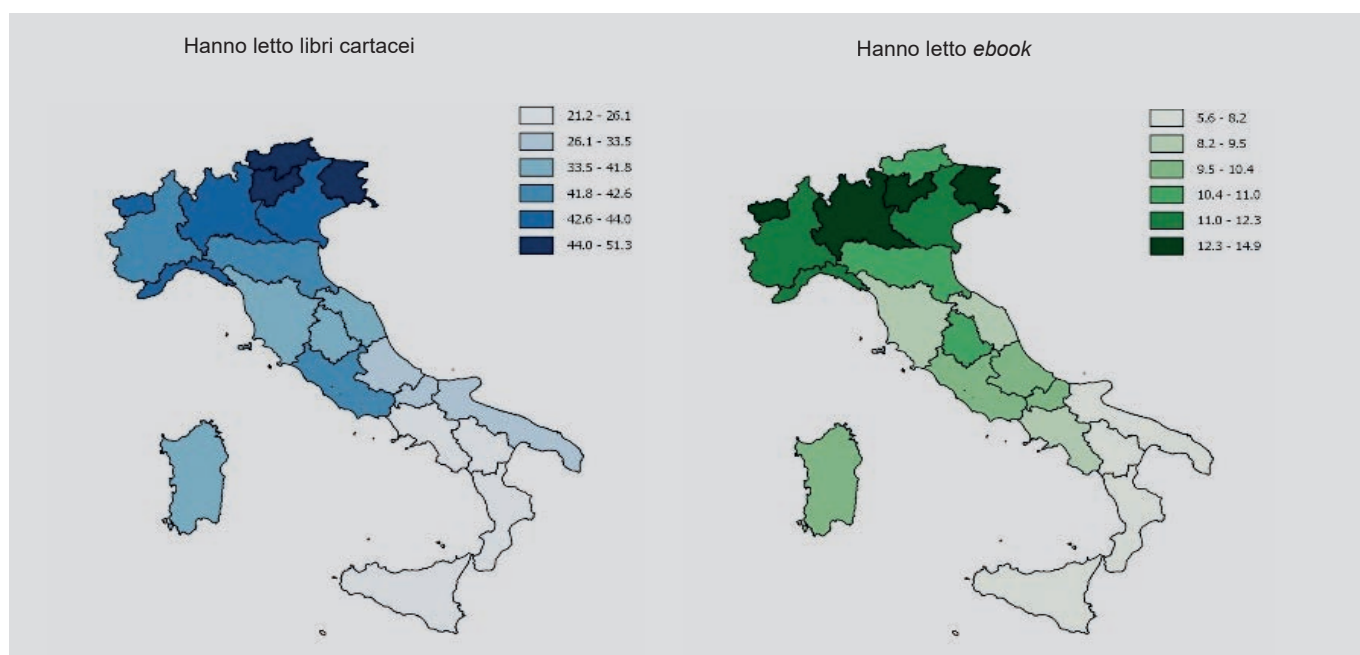 Hanno letto libri cartacei
21.2 - 26.1
26.1 - 33.5
33.5 - 41.8
41.8 - 42.6
42.6 - 44.0
44.0 - 51.3
Hanno letto ebook
5.6 - 8.2
8.2 - 9.5
9.5 - 10.4
10.4 - 11.0
11.0 - 12.3
12.3 - 14.9